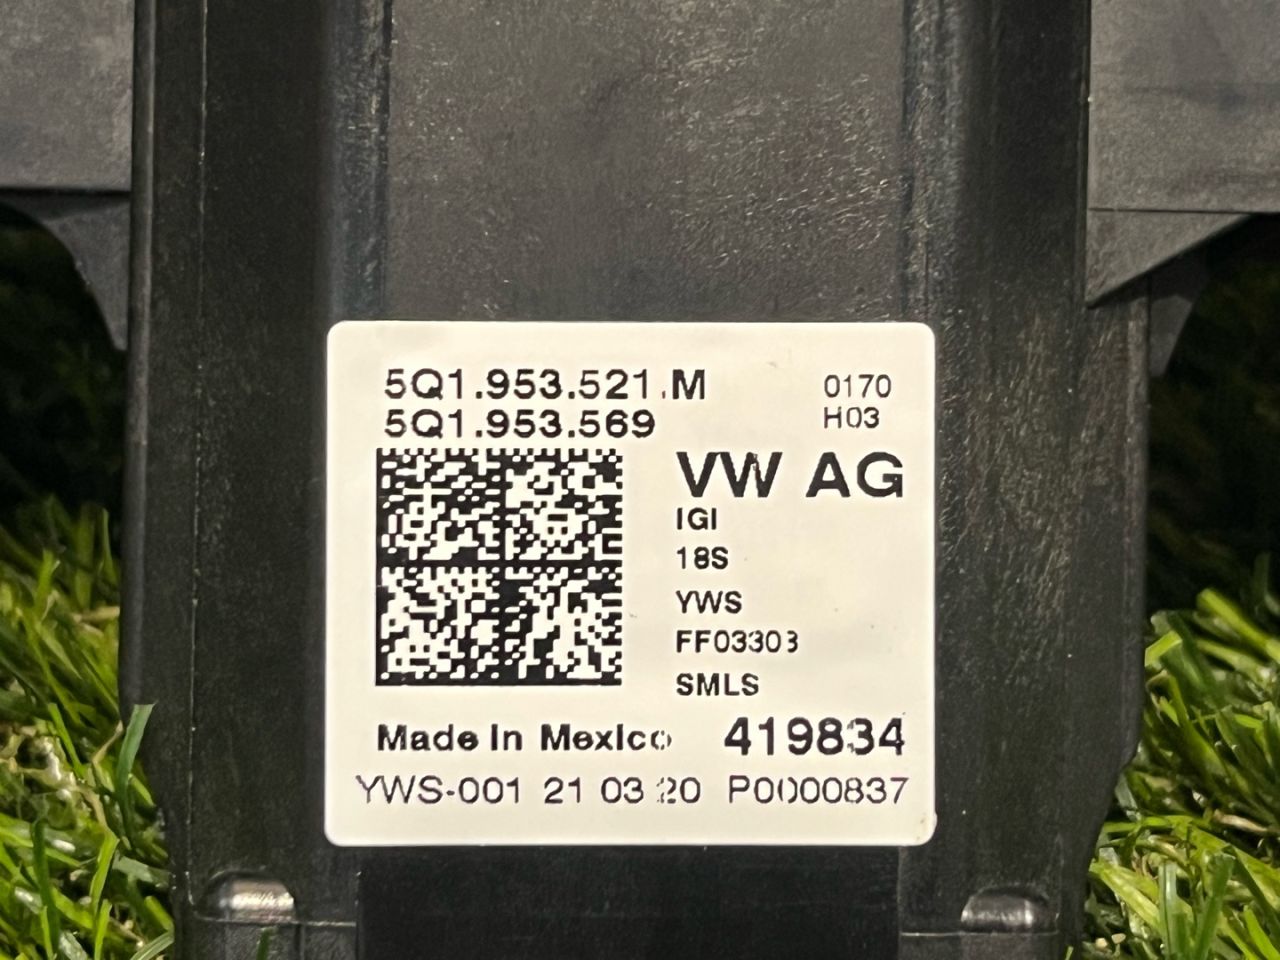 5Q1.953.521.M 0170
5Q1.953.569 H03
VW AG
IGI
18S
YWS
FF03303
SMLS
Made In Mexico 419834
YWS-001 21 03 20 P0000837